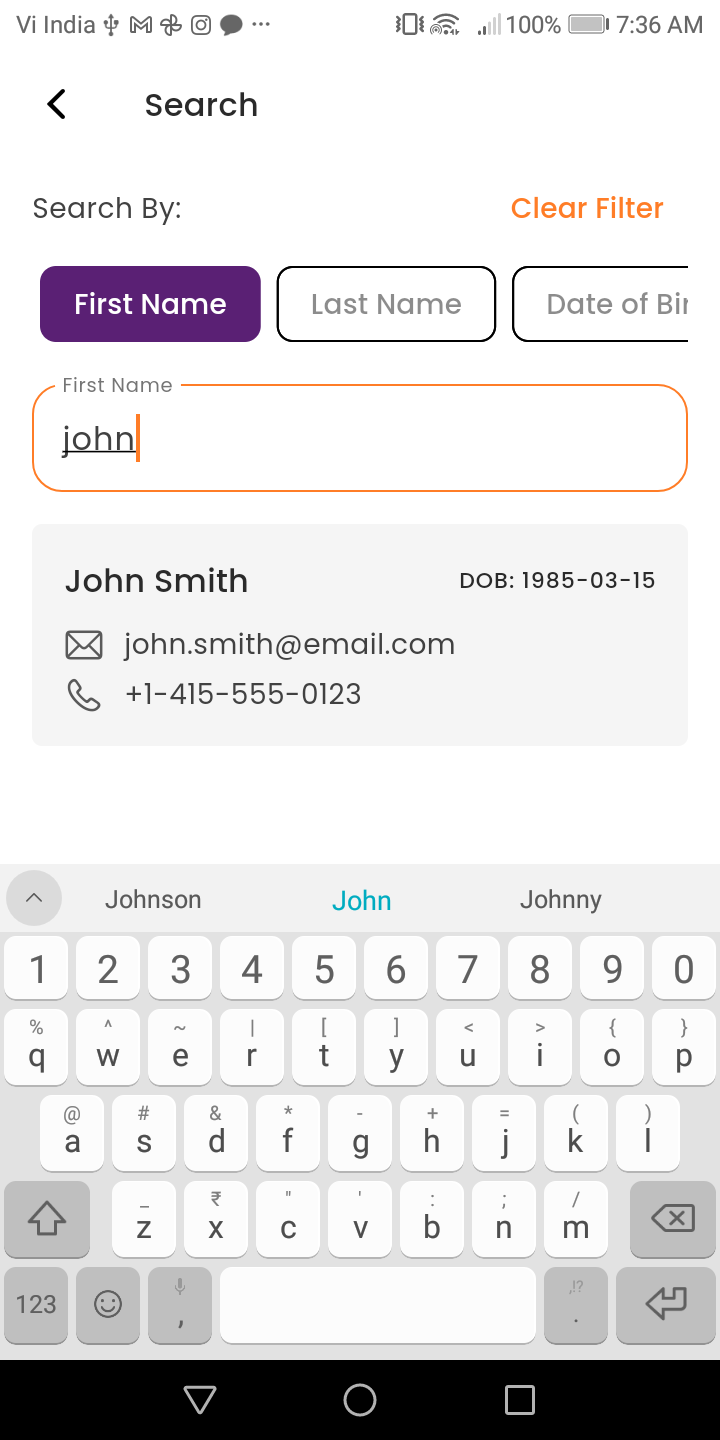 Vi India 100% 7:36 AM
Search
Search By: Clear Filter
First Name Last Name Date of Bir
First Name
john
John Smith DOB: 1985-03-15
john.smith@email.com
+1-415-555-0123
Johnson John Johnny
1 2 3 4 5 6 7 8 9 0
% ^ ~ | [ ] < > { }
q w e r t y u i o p
@ # & * - + = ( )
a s d f g h j k l
_ ₹ " ' : ; /
z x c v b n m
,!?
123 , .